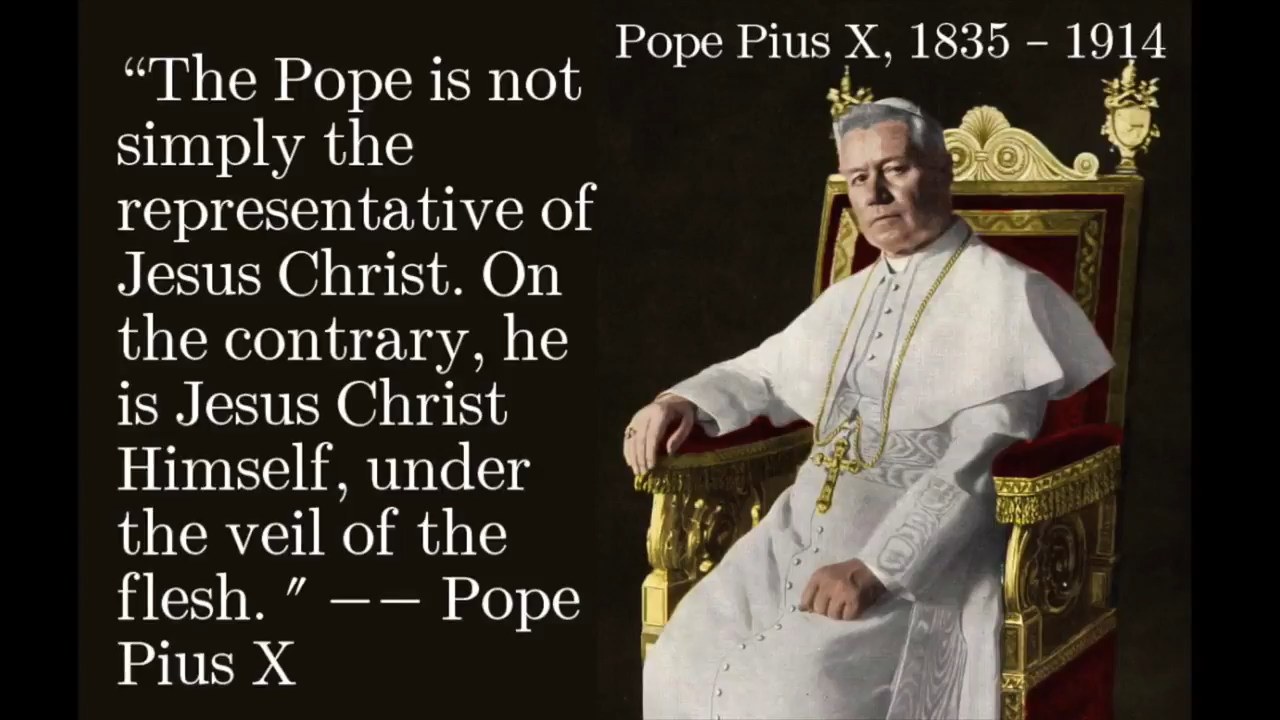 Pope Pius X, 1835 – 1914
“The Pope is not
simply the
representative of
Jesus Christ. On
the contrary, he
is Jesus Christ
Himself, under
the veil of the
flesh. " –– Pope
Pius X